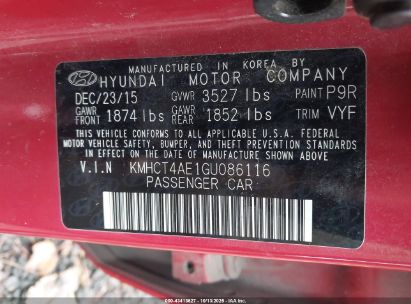 MANUFACTURED IN KOREA BY
HYUNDAI MOTOR COMPANY
DEC/23/15 GVWR 3527 lbs PAINT P9R
GAWR FRONT 1874 lbs GAWR REAR 1852 lbs TRIM VYF
THIS VEHICLE CONFORMS TO ALL APPLICABLE U.S.A. FEDERAL
MOTOR VEHICLE SAFETY, BUMPER, AND THEFT PREVENTION
STANDARDS IN EFFECT ON THE DATE OF MANUFACTURE
SHOWN ABOVE.
V.I.N KMHCT4AE1GU086116
PASSENGER CAR